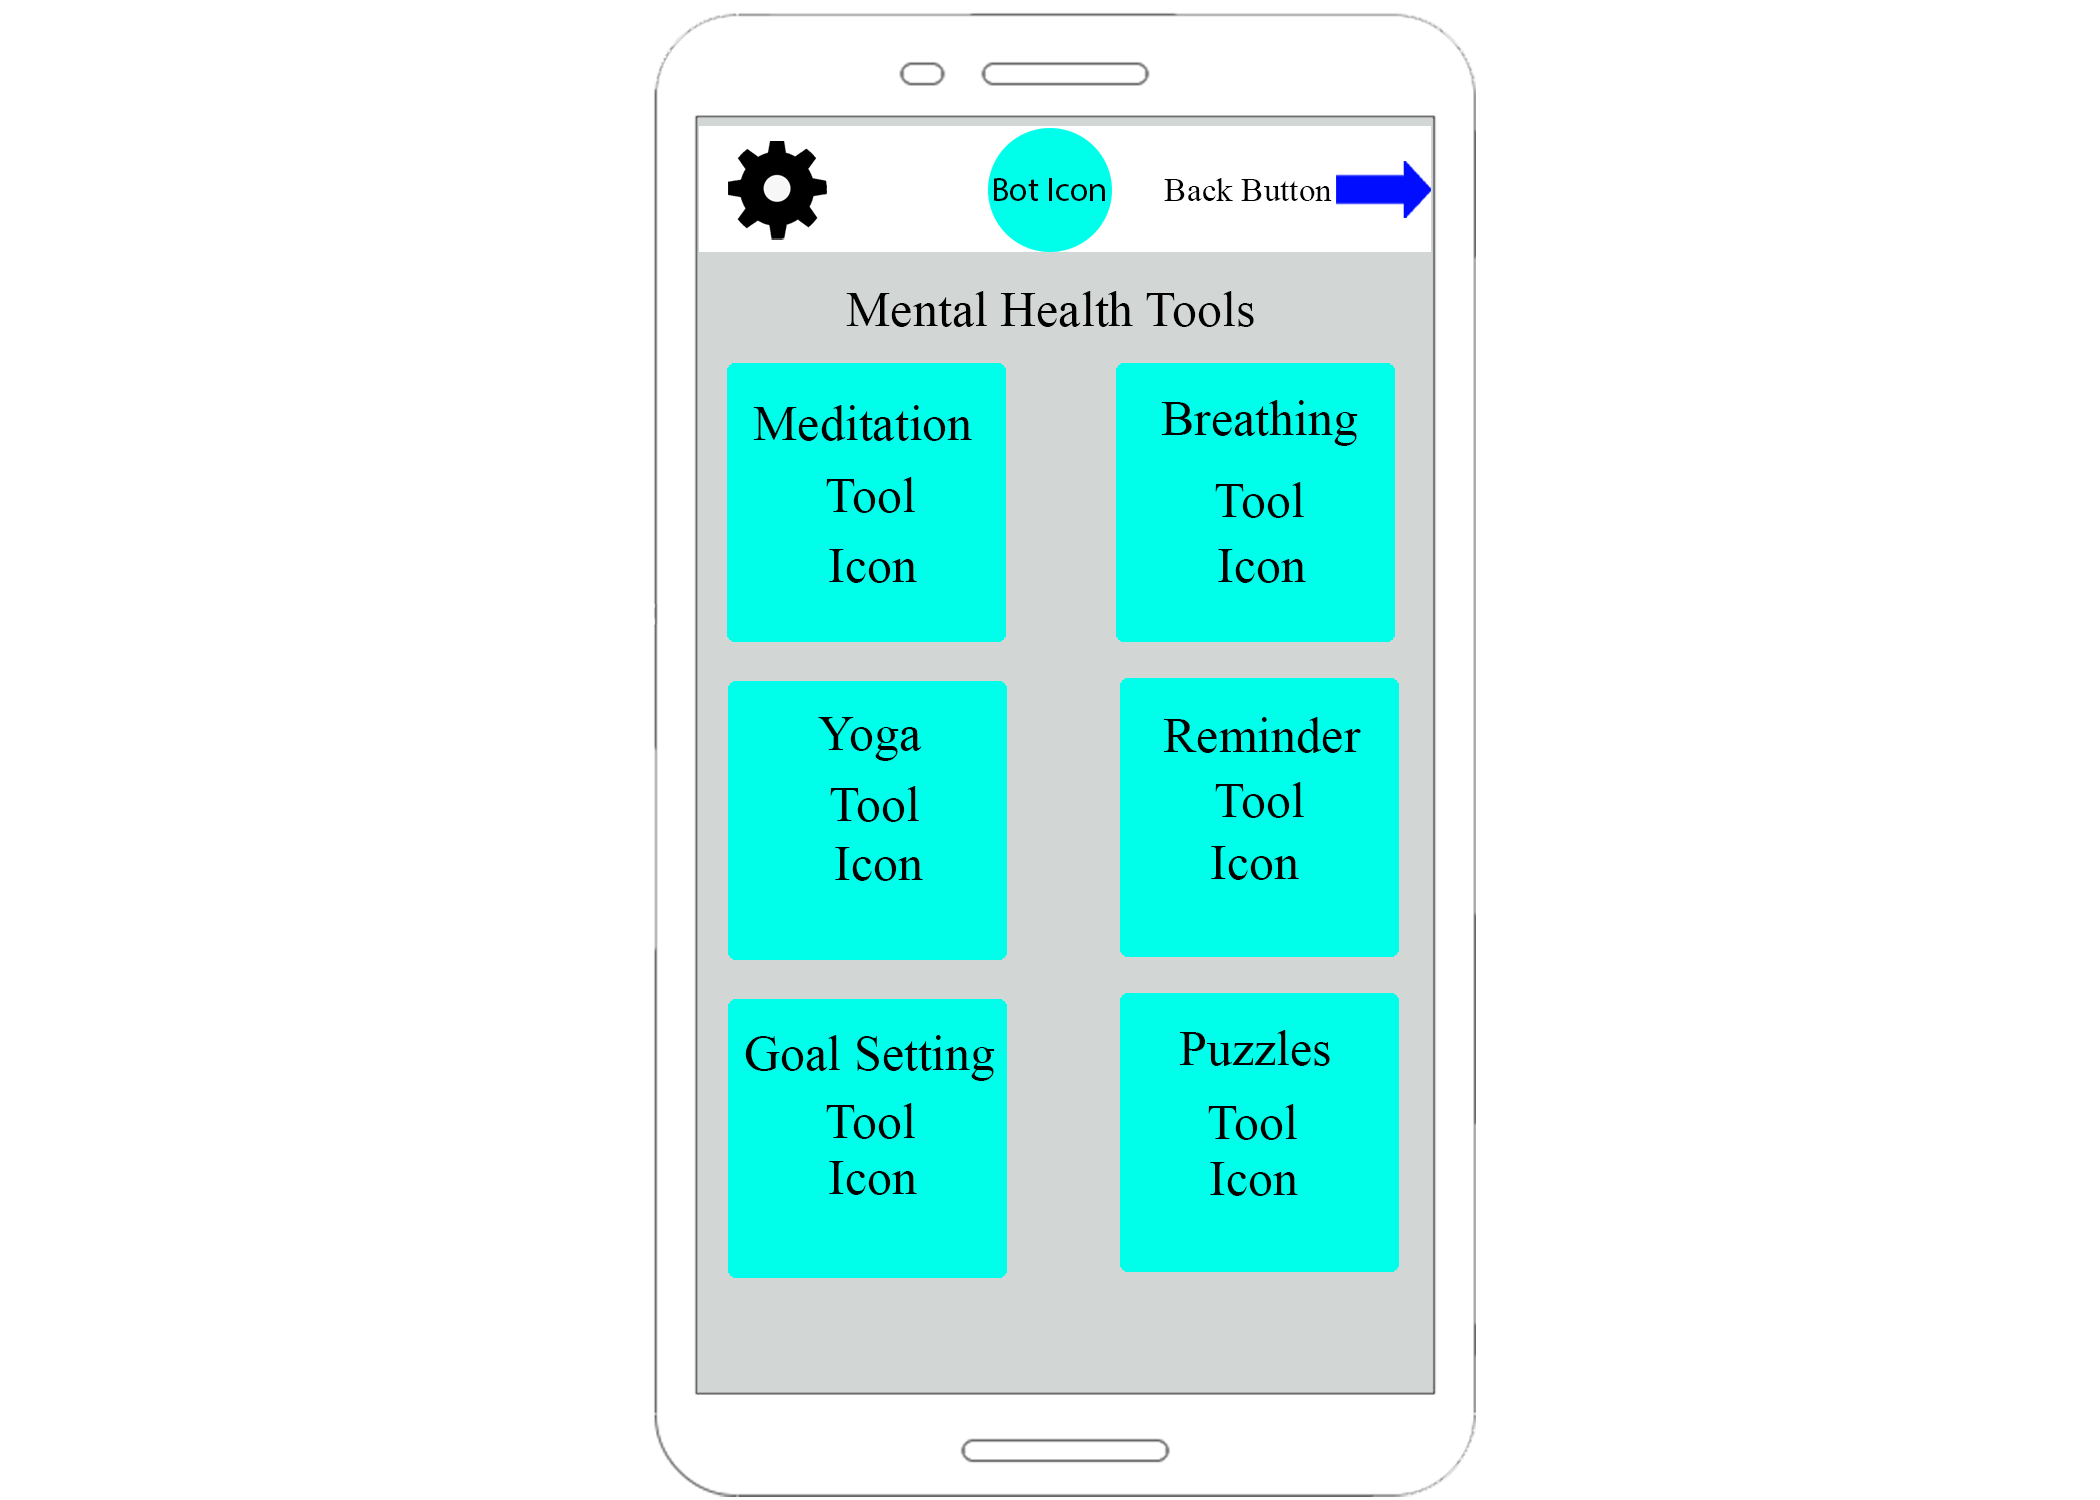 Bot Icon
Back Button
Mental Health Tools
Meditation
Tool
Icon
Breathing
Tool
Icon
Yoga
Tool
Icon
Reminder
Tool
Icon
Goal Setting
Tool
Icon
Puzzles
Tool
Icon